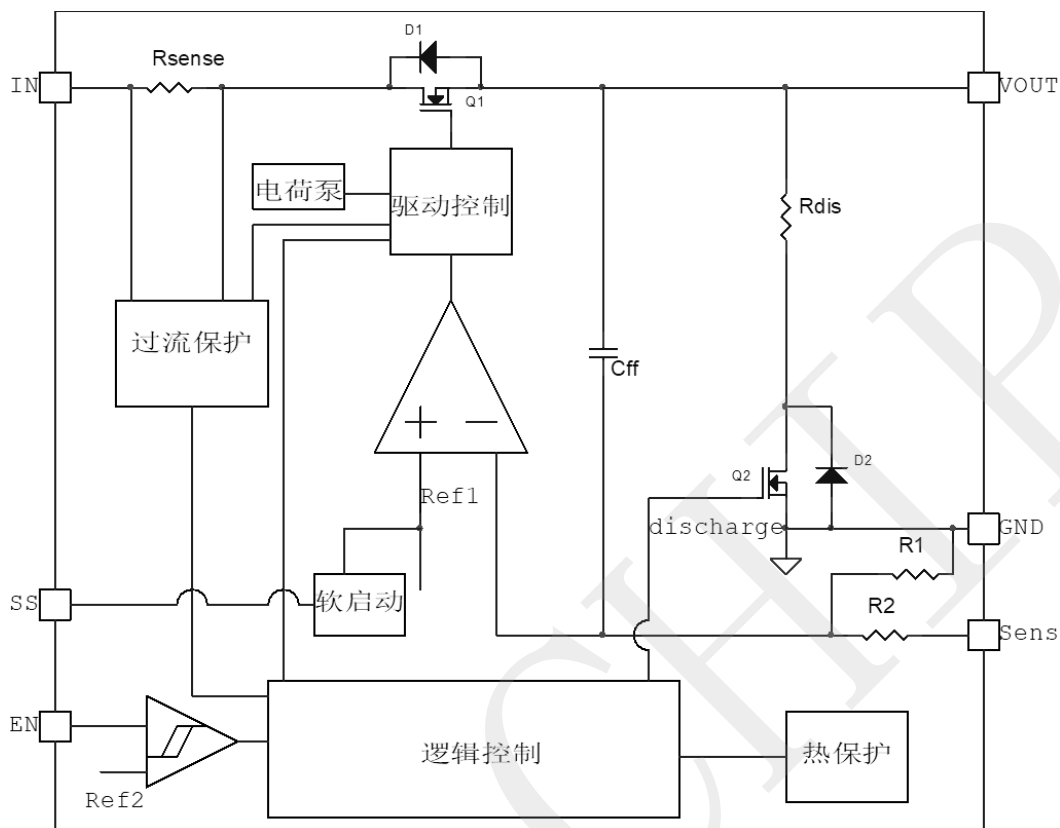 D1
Rsense
IN
Q1
VOUT
电荷泵
驱动控制
Rdis
过流保护
Cff
Q2
D2
Ref1
discharge
GND
R1
软启动
SS
R2
Sens
EN
逻辑控制
热保护
Ref2
CHIP